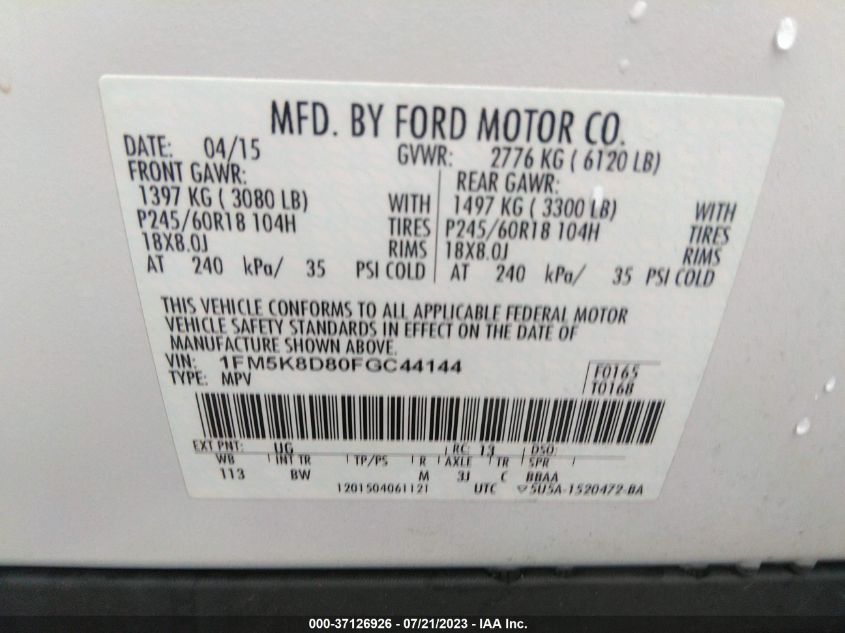 MFD. BY FORD MOTOR CO.
DATE: 04/15 GVWR: 2776 KG ( 6120 LB)
FRONT GAWR: REAR GAWR:
1397 KG ( 3080 LB) WITH 1497 KG ( 3300 LB) WITH
P245/60R18 104H TIRES P245/60R18 104H TIRES
18X8.0J RIMS 18X8.0J RIMS
AT 240 kPa/ 35 PSI COLD AT 240 kPa/ 35 PSI COLD
THIS VEHICLE CONFORMS TO ALL APPLICABLE FEDERAL MOTOR
VEHICLE SAFETY STANDARDS IN EFFECT ON THE DATE OF
MANUFACTURE SHOWN ABOVE.
VIN: 1FM5K8D80FGC44144 F0165
TYPE: MPV T0168
EXT PNT: UG RC: 13 DSO:
WB INT TR TP/PS R AXLE TR SPR
113 BW M 3J C BBAA
1201504061121 UTC 5U5A-1520472-BA
000-37126926 / 07/21/2023 - IAA Inc.